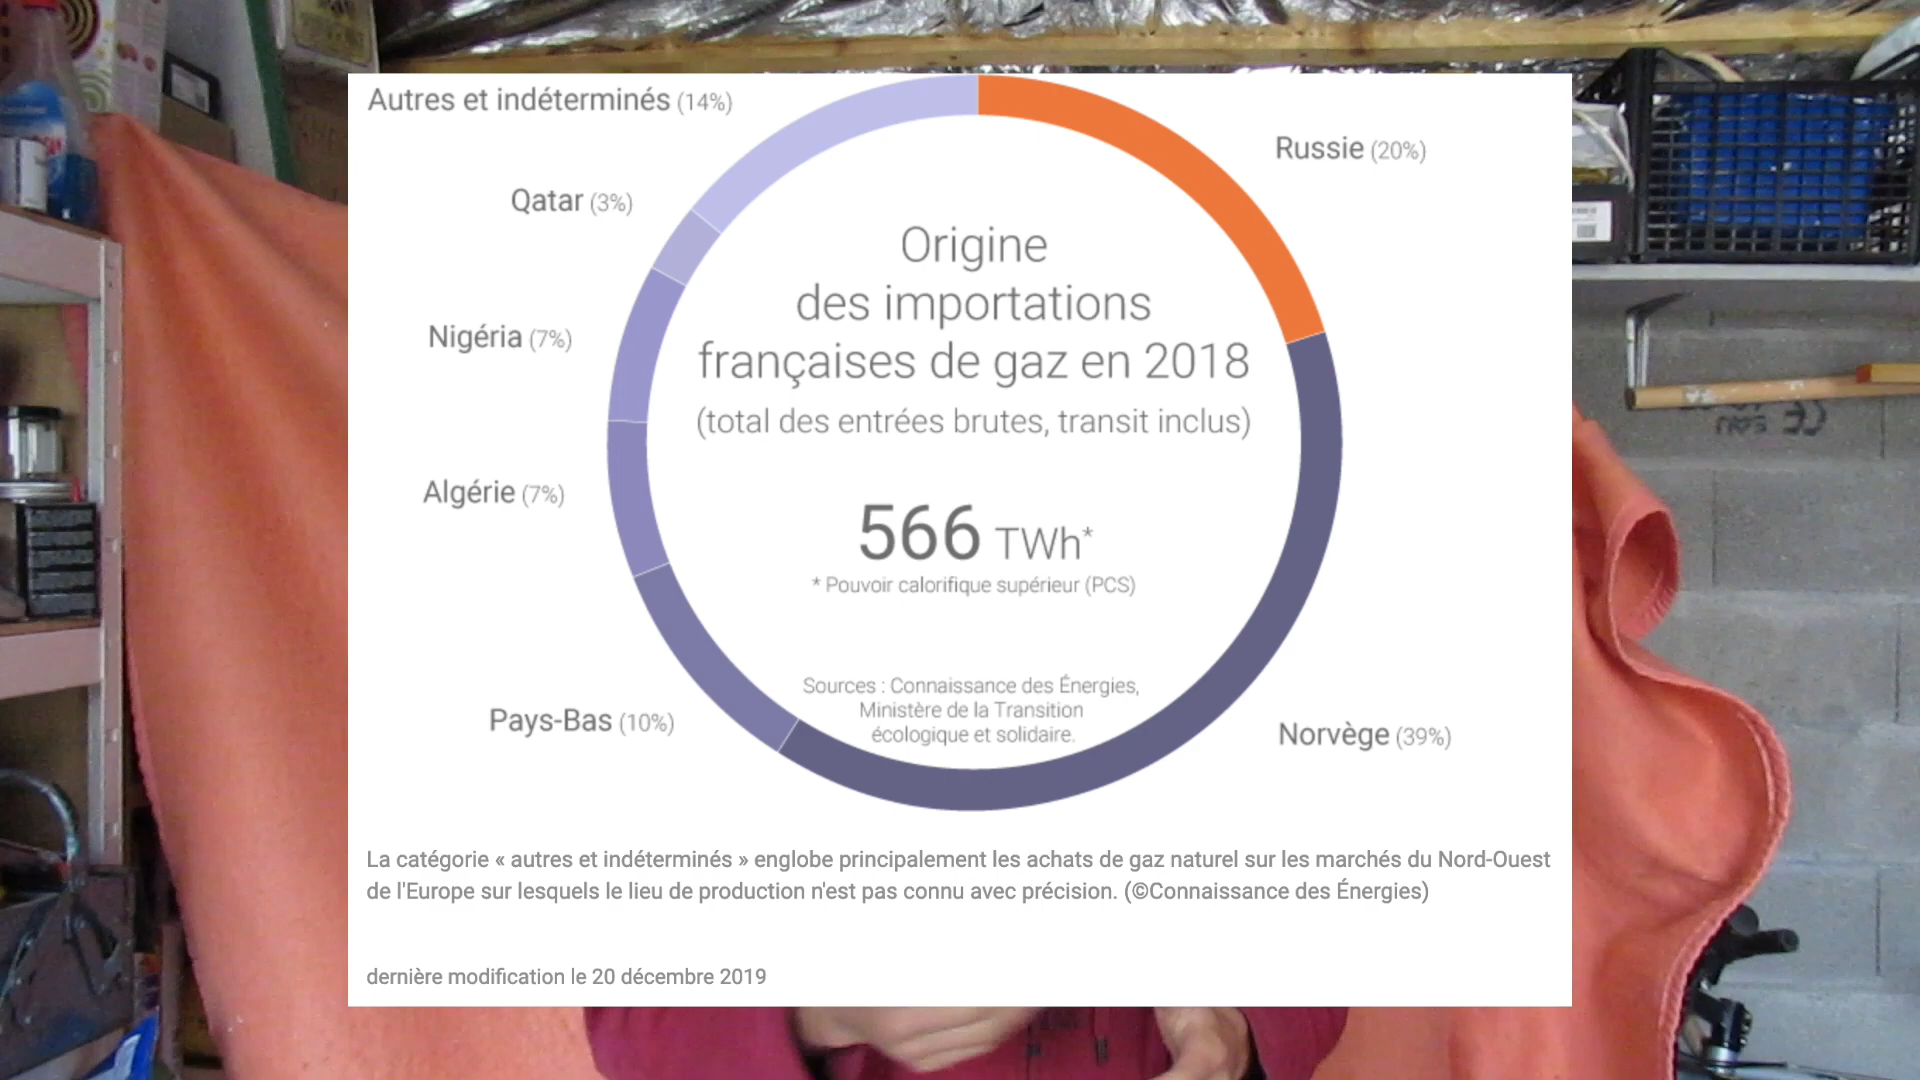 Autres et indéterminés (14%)
Russie (20%)
Qatar (3%)
Origine
des importations
françaises de gaz en 2018
(total des entrées brutes, transit inclus)
Nigéria (7%)
Algérie (7%)
566 TWh*
* Pouvoir calorifique supérieur (PCS)
Sources : Connaissance des Énergies,
Ministère de la Transition
écologique et solidaire.
Pays-Bas (10%)
Norvège (39%)
La catégorie « autres et indéterminés » englobe principalement les achats de gaz naturel sur les marchés du Nord-Ouest
de l'Europe sur lesquels le lieu de production n'est pas connu avec précision. (©Connaissance des Énergies)
dernière modification le 20 décembre 2019